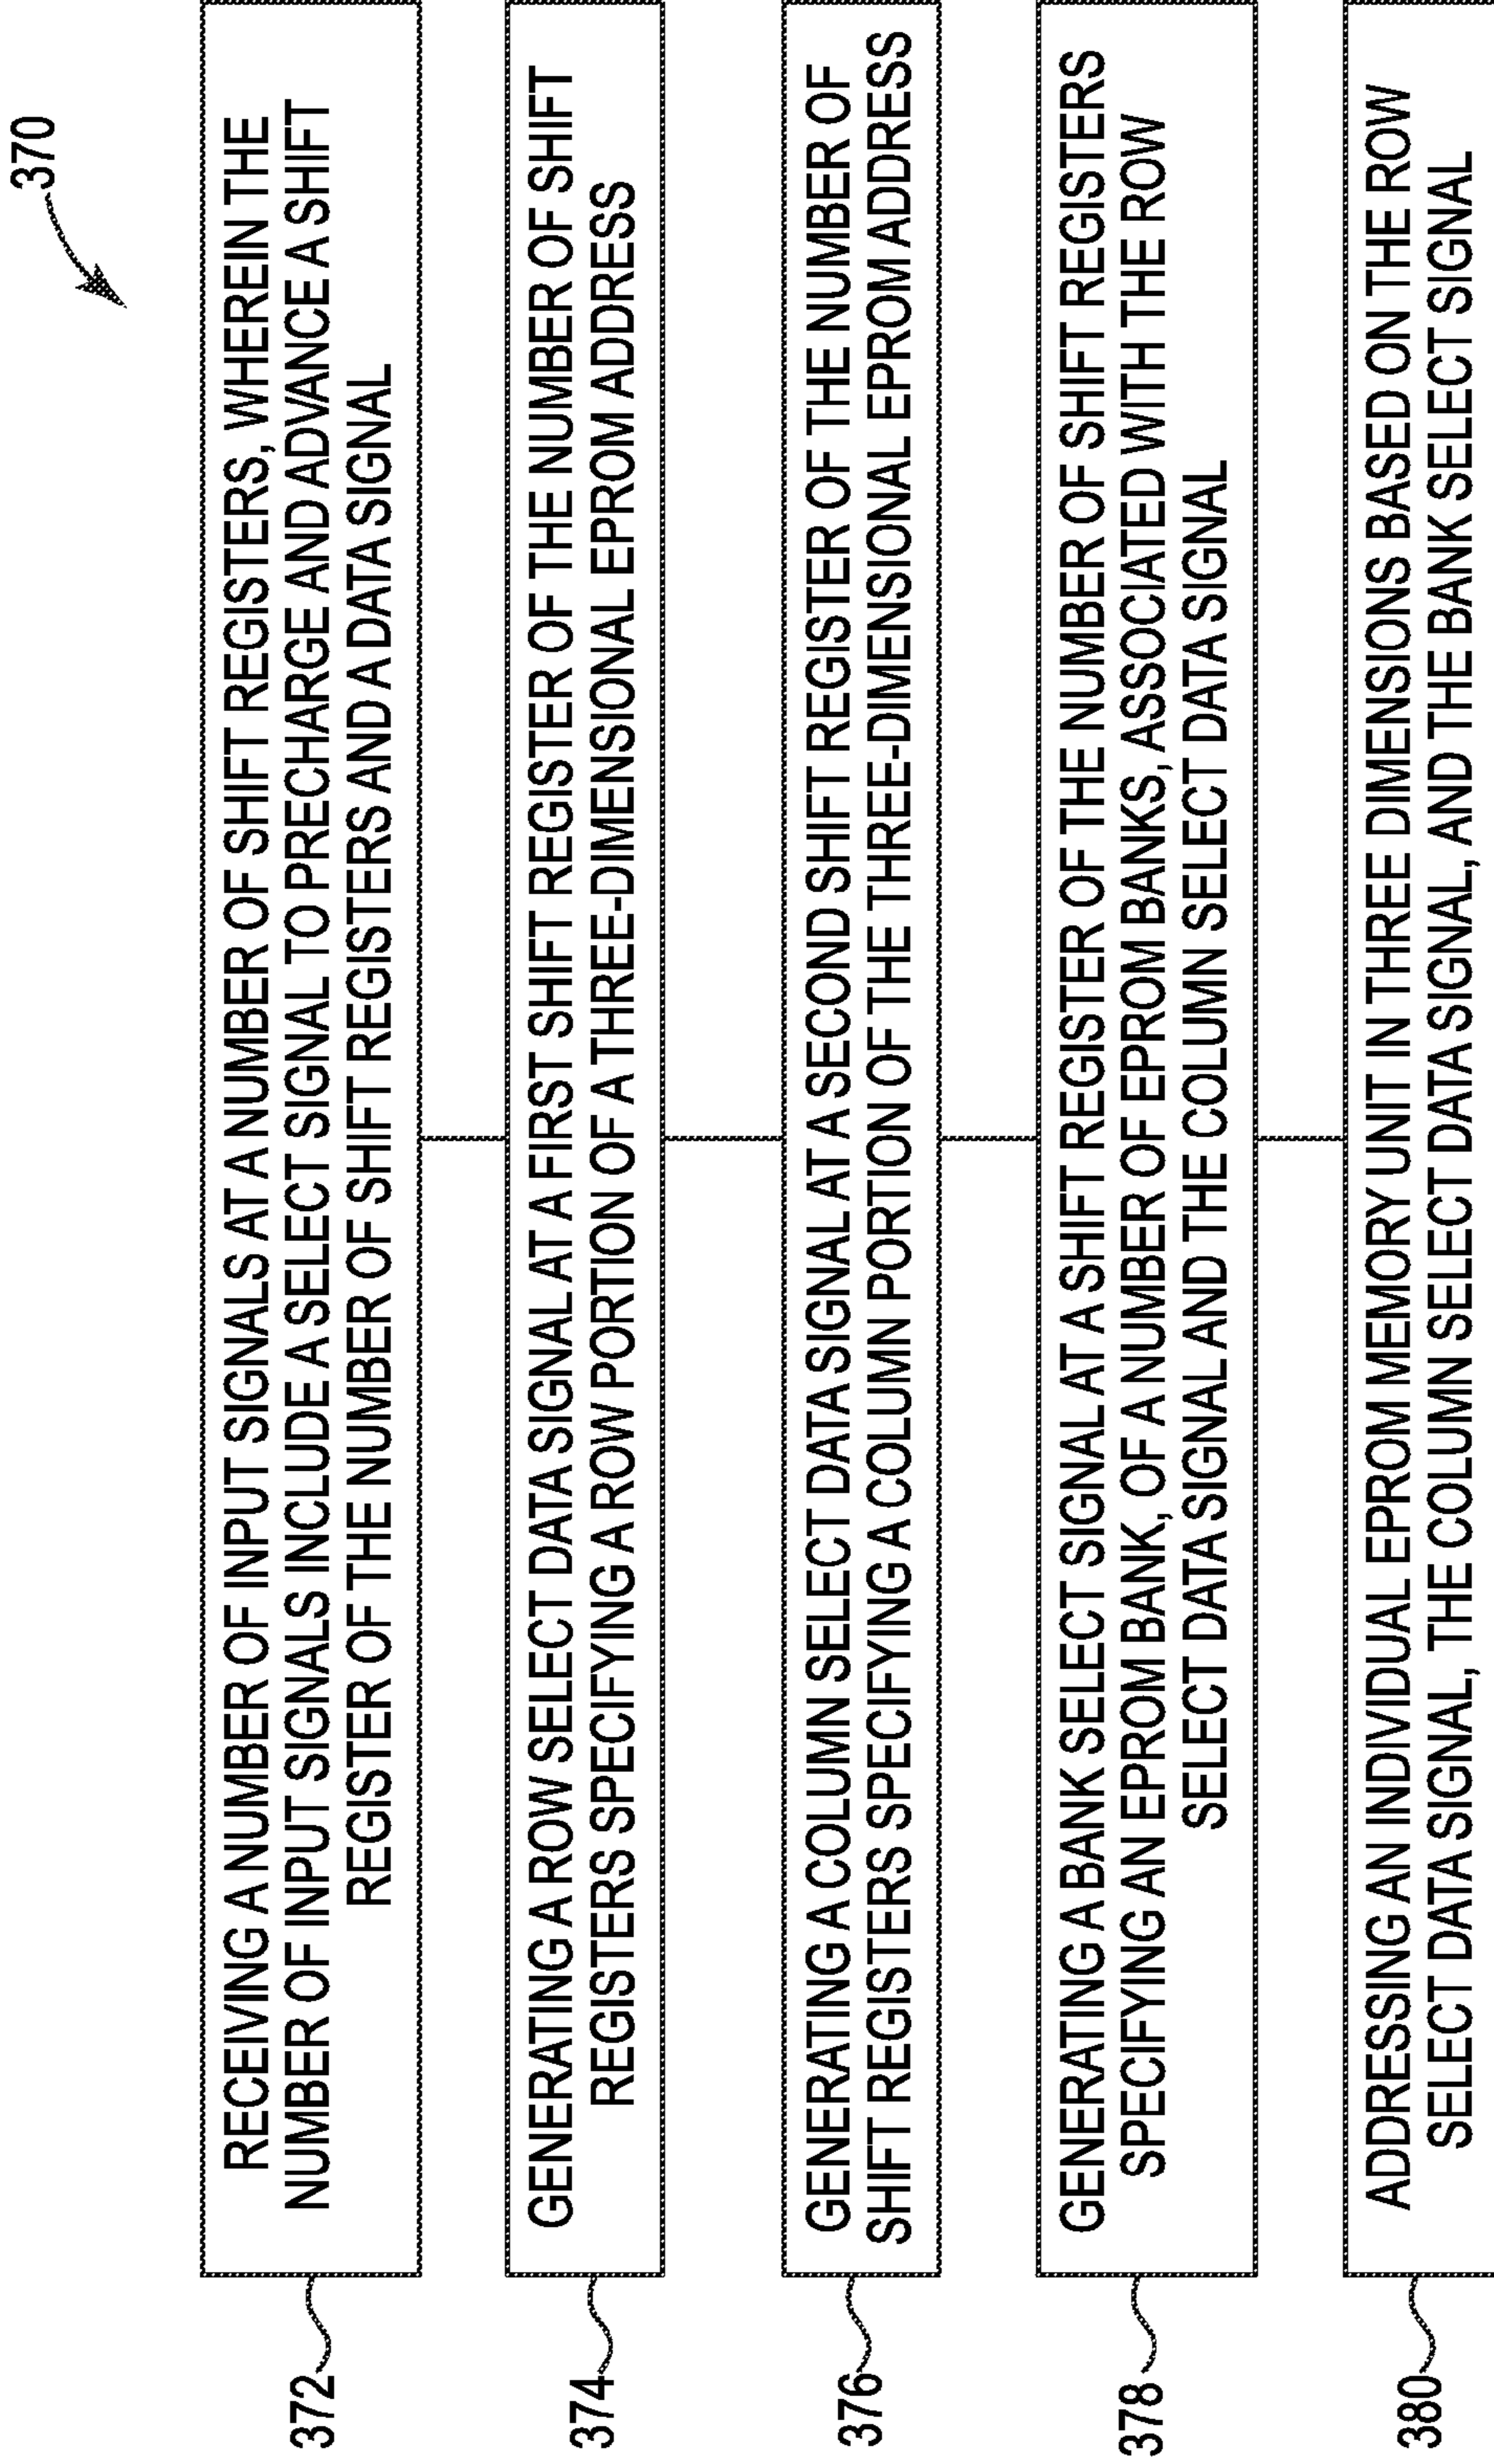 370
372
RECEIVING A NUMBER OF INPUT SIGNALS AT A NUMBER OF SHIFT REGISTERS, WHEREIN THE
NUMBER OF INPUT SIGNALS INCLUDE A SELECT SIGNAL TO PRECHARGE AND ADVANCE A SHIFT
REGISTER OF THE NUMBER OF SHIFT REGISTERS AND A DATA SIGNAL
374
GENERATING A ROW SELECT DATA SIGNAL AT A FIRST SHIFT REGISTER OF THE NUMBER OF SHIFT
REGISTERS SPECIFYING A ROW PORTION OF A THREE-DIMENSIONAL EPROM ADDRESS
376
GENERATING A COLUMN SELECT DATA SIGNAL AT A SECOND SHIFT REGISTER OF THE NUMBER OF
SHIFT REGISTERS SPECIFYING A COLUMN PORTION OF THE THREE-DIMENSIONAL EPROM ADDRESS
378
GENERATING A BANK SELECT SIGNAL AT A SHIFT REGISTER OF THE NUMBER OF SHIFT REGISTERS
SPECIFYING AN EPROM BANK, OF A NUMBER OF EPROM BANKS, ASSOCIATED WITH THE ROW
SELECT DATA SIGNAL AND THE COLUMN SELECT DATA SIGNAL
380
ADDRESSING AN INDIVIDUAL EPROM MEMORY UNIT IN THREE DIMENSIONS BASED ON THE ROW
SELECT DATA SIGNAL, THE COLUMN SELECT DATA SIGNAL, AND THE BANK SELECT SIGNAL